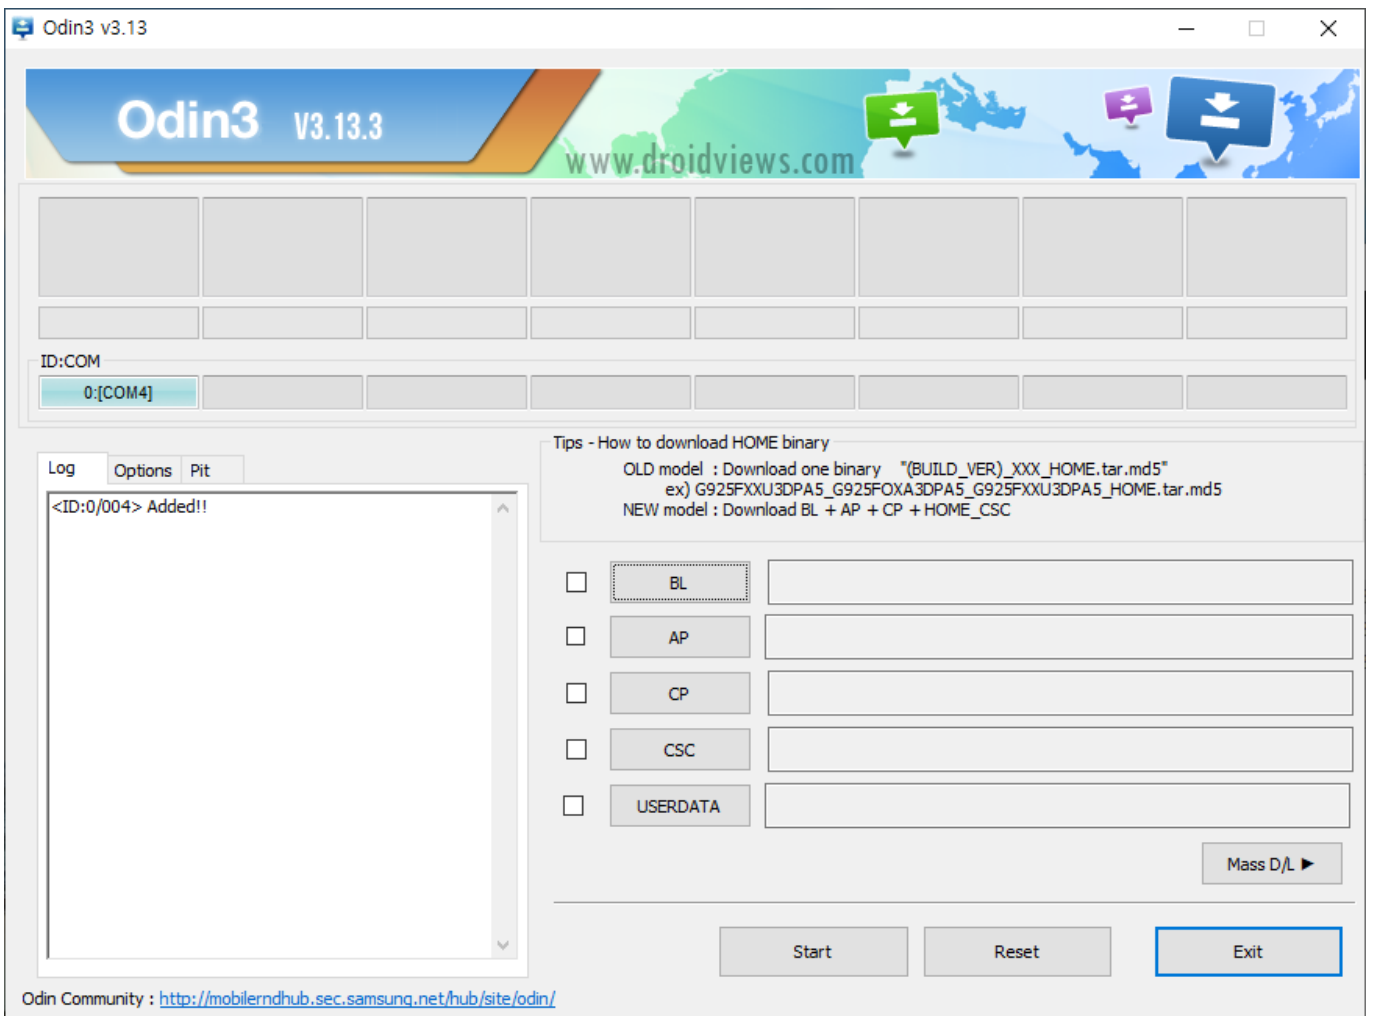 Odin3 v3.13
Odin3 V3.13.3
www.droidviews.com
ID:COM
0:[COM4]
Log Options Pit
<ID:0/004> Added!!
Tips - How to download HOME binary
OLD model : Download one binary "(BUILD_VER)_XXX_HOME.tar.md5"
ex) G925FXXU3DPA5_G925FOXA3DPA5_G925FXXU3DPA5_HOME.tar.md5
NEW model : Download BL + AP + CP + HOME_CSC
BL
AP
CP
CSC
USERDATA
Mass D/L ►
Start Reset Exit
Odin Community : http://mobilerndhub.sec.samsung.net/hub/site/odin/